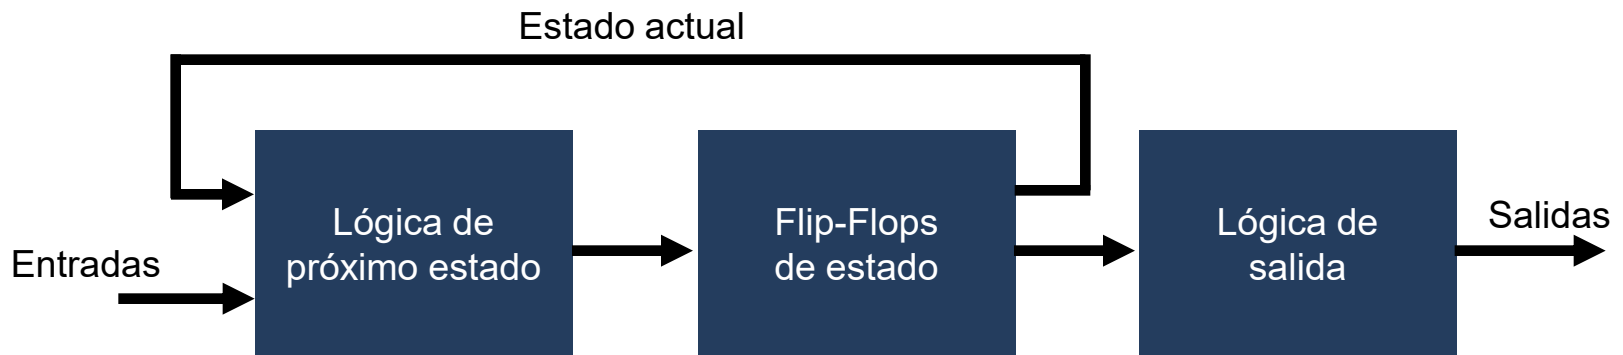 Estado actual
Entradas
Lógica de
próximo estado
Flip-Flops
de estado
Lógica de
salida
Salidas